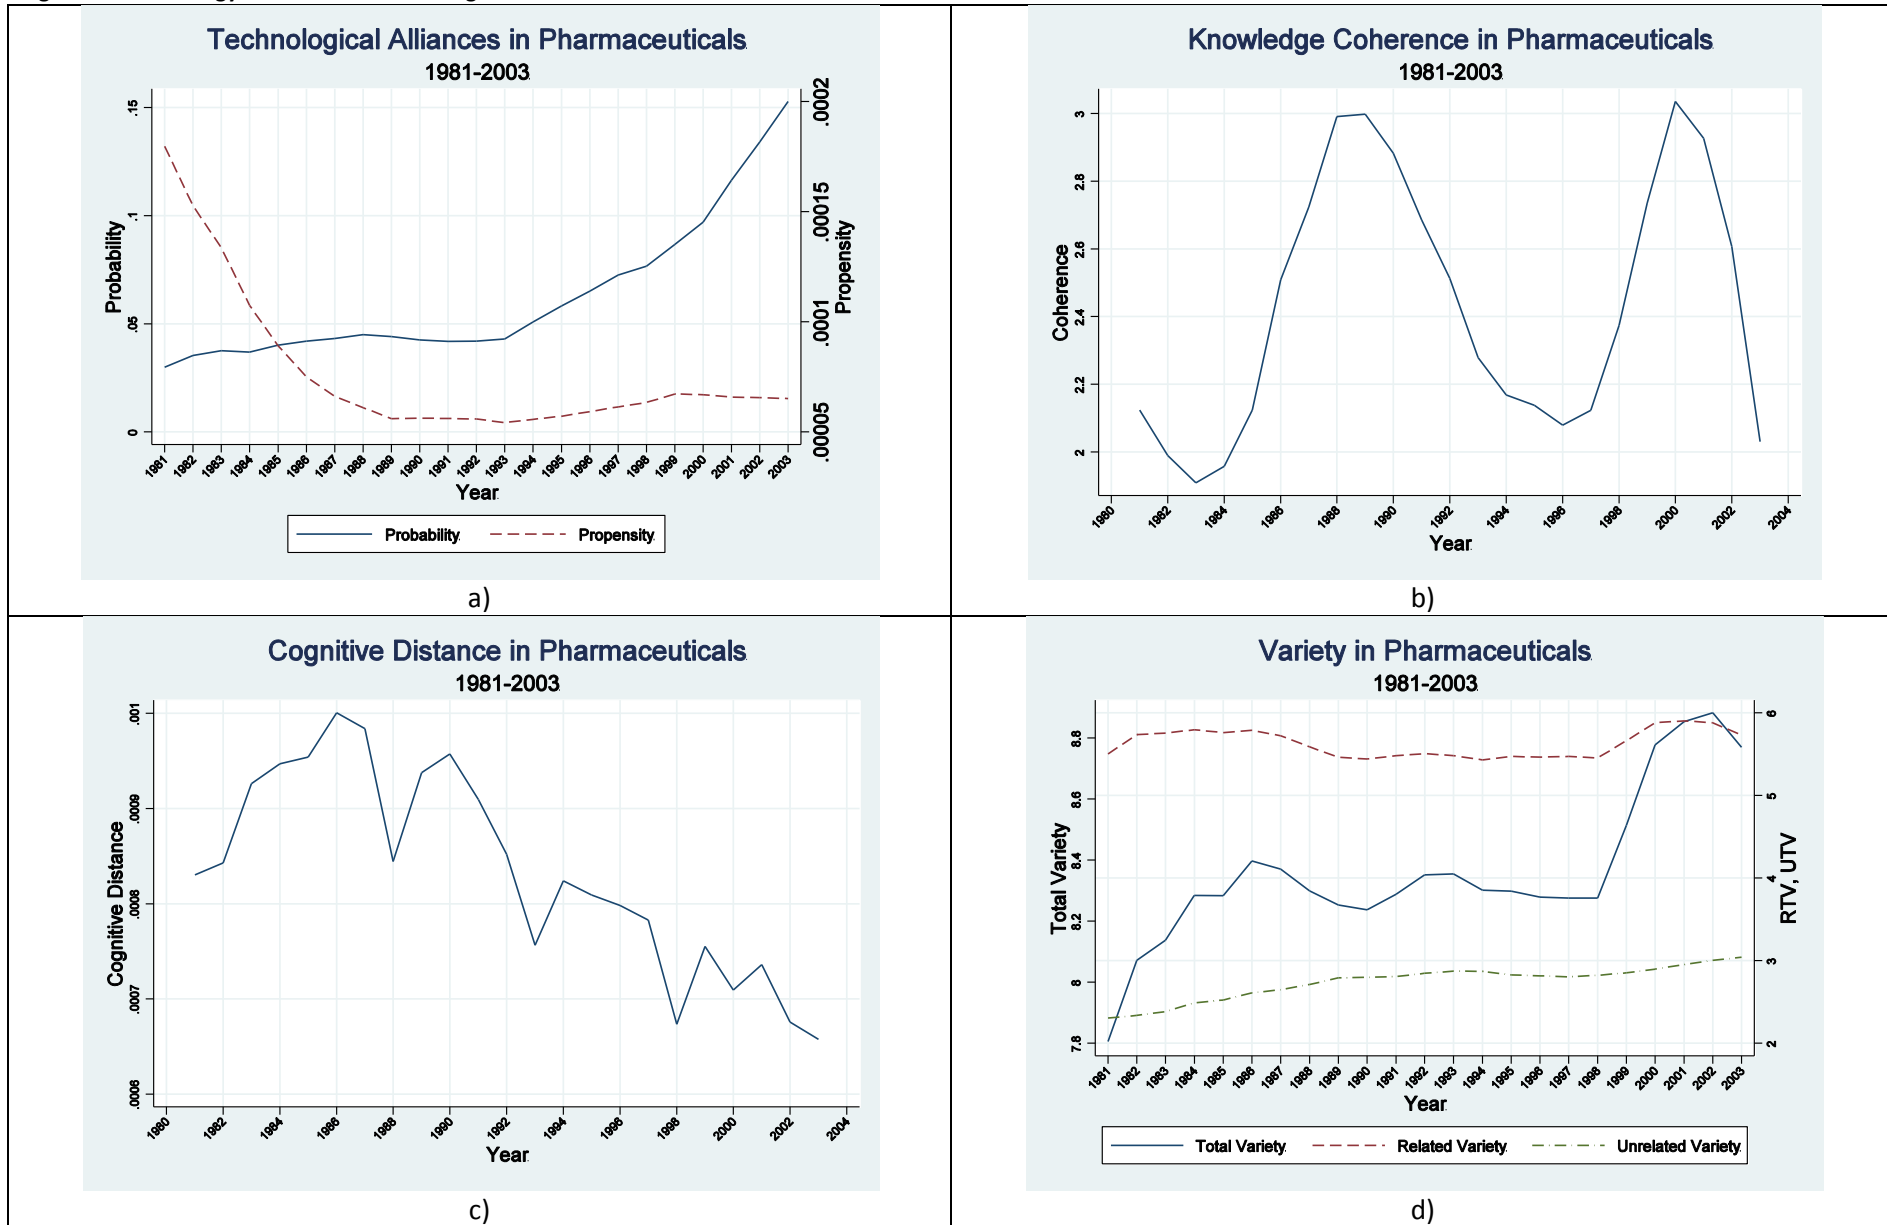 Technological Alliances in Pharmaceuticals
1981-2003
Probability
0 .05 .1 .15
Propensity
.00005 .0001 .00015 .0002
1981 1982 1983 1984 1985 1986 1987 1988 1989 1990 1991 1992 1993 1994 1995 1996 1997 1998 1999 2000 2001 2002 2003
Year
Probability Propensity
a)
Knowledge Coherence in Pharmaceuticals
1981-2003
Coherence
2 2.2 2.4 2.6 2.8 3
1980 1982 1984 1986 1988 1990 1992 1994 1996 1998 2000 2002 2004
Year
b)
Cognitive Distance in Pharmaceuticals
1981-2003
Cognitive Distance
.0006 .0007 .0008 .0009 .001
1980 1982 1984 1986 1988 1990 1992 1994 1996 1998 2000 2002 2004
Year
c)
Variety in Pharmaceuticals
1981-2003
Total Variety
7.8 8 8.2 8.4 8.6 8.8
RTV, UTV
2 3 4 5 6
1981 1982 1983 1984 1985 1986 1987 1988 1989 1990 1991 1992 1993 1994 1995 1996 1997 1998 1999 2000 2001 2002 2003
Year
Total Variety Related Variety Unrelated Variety
d)